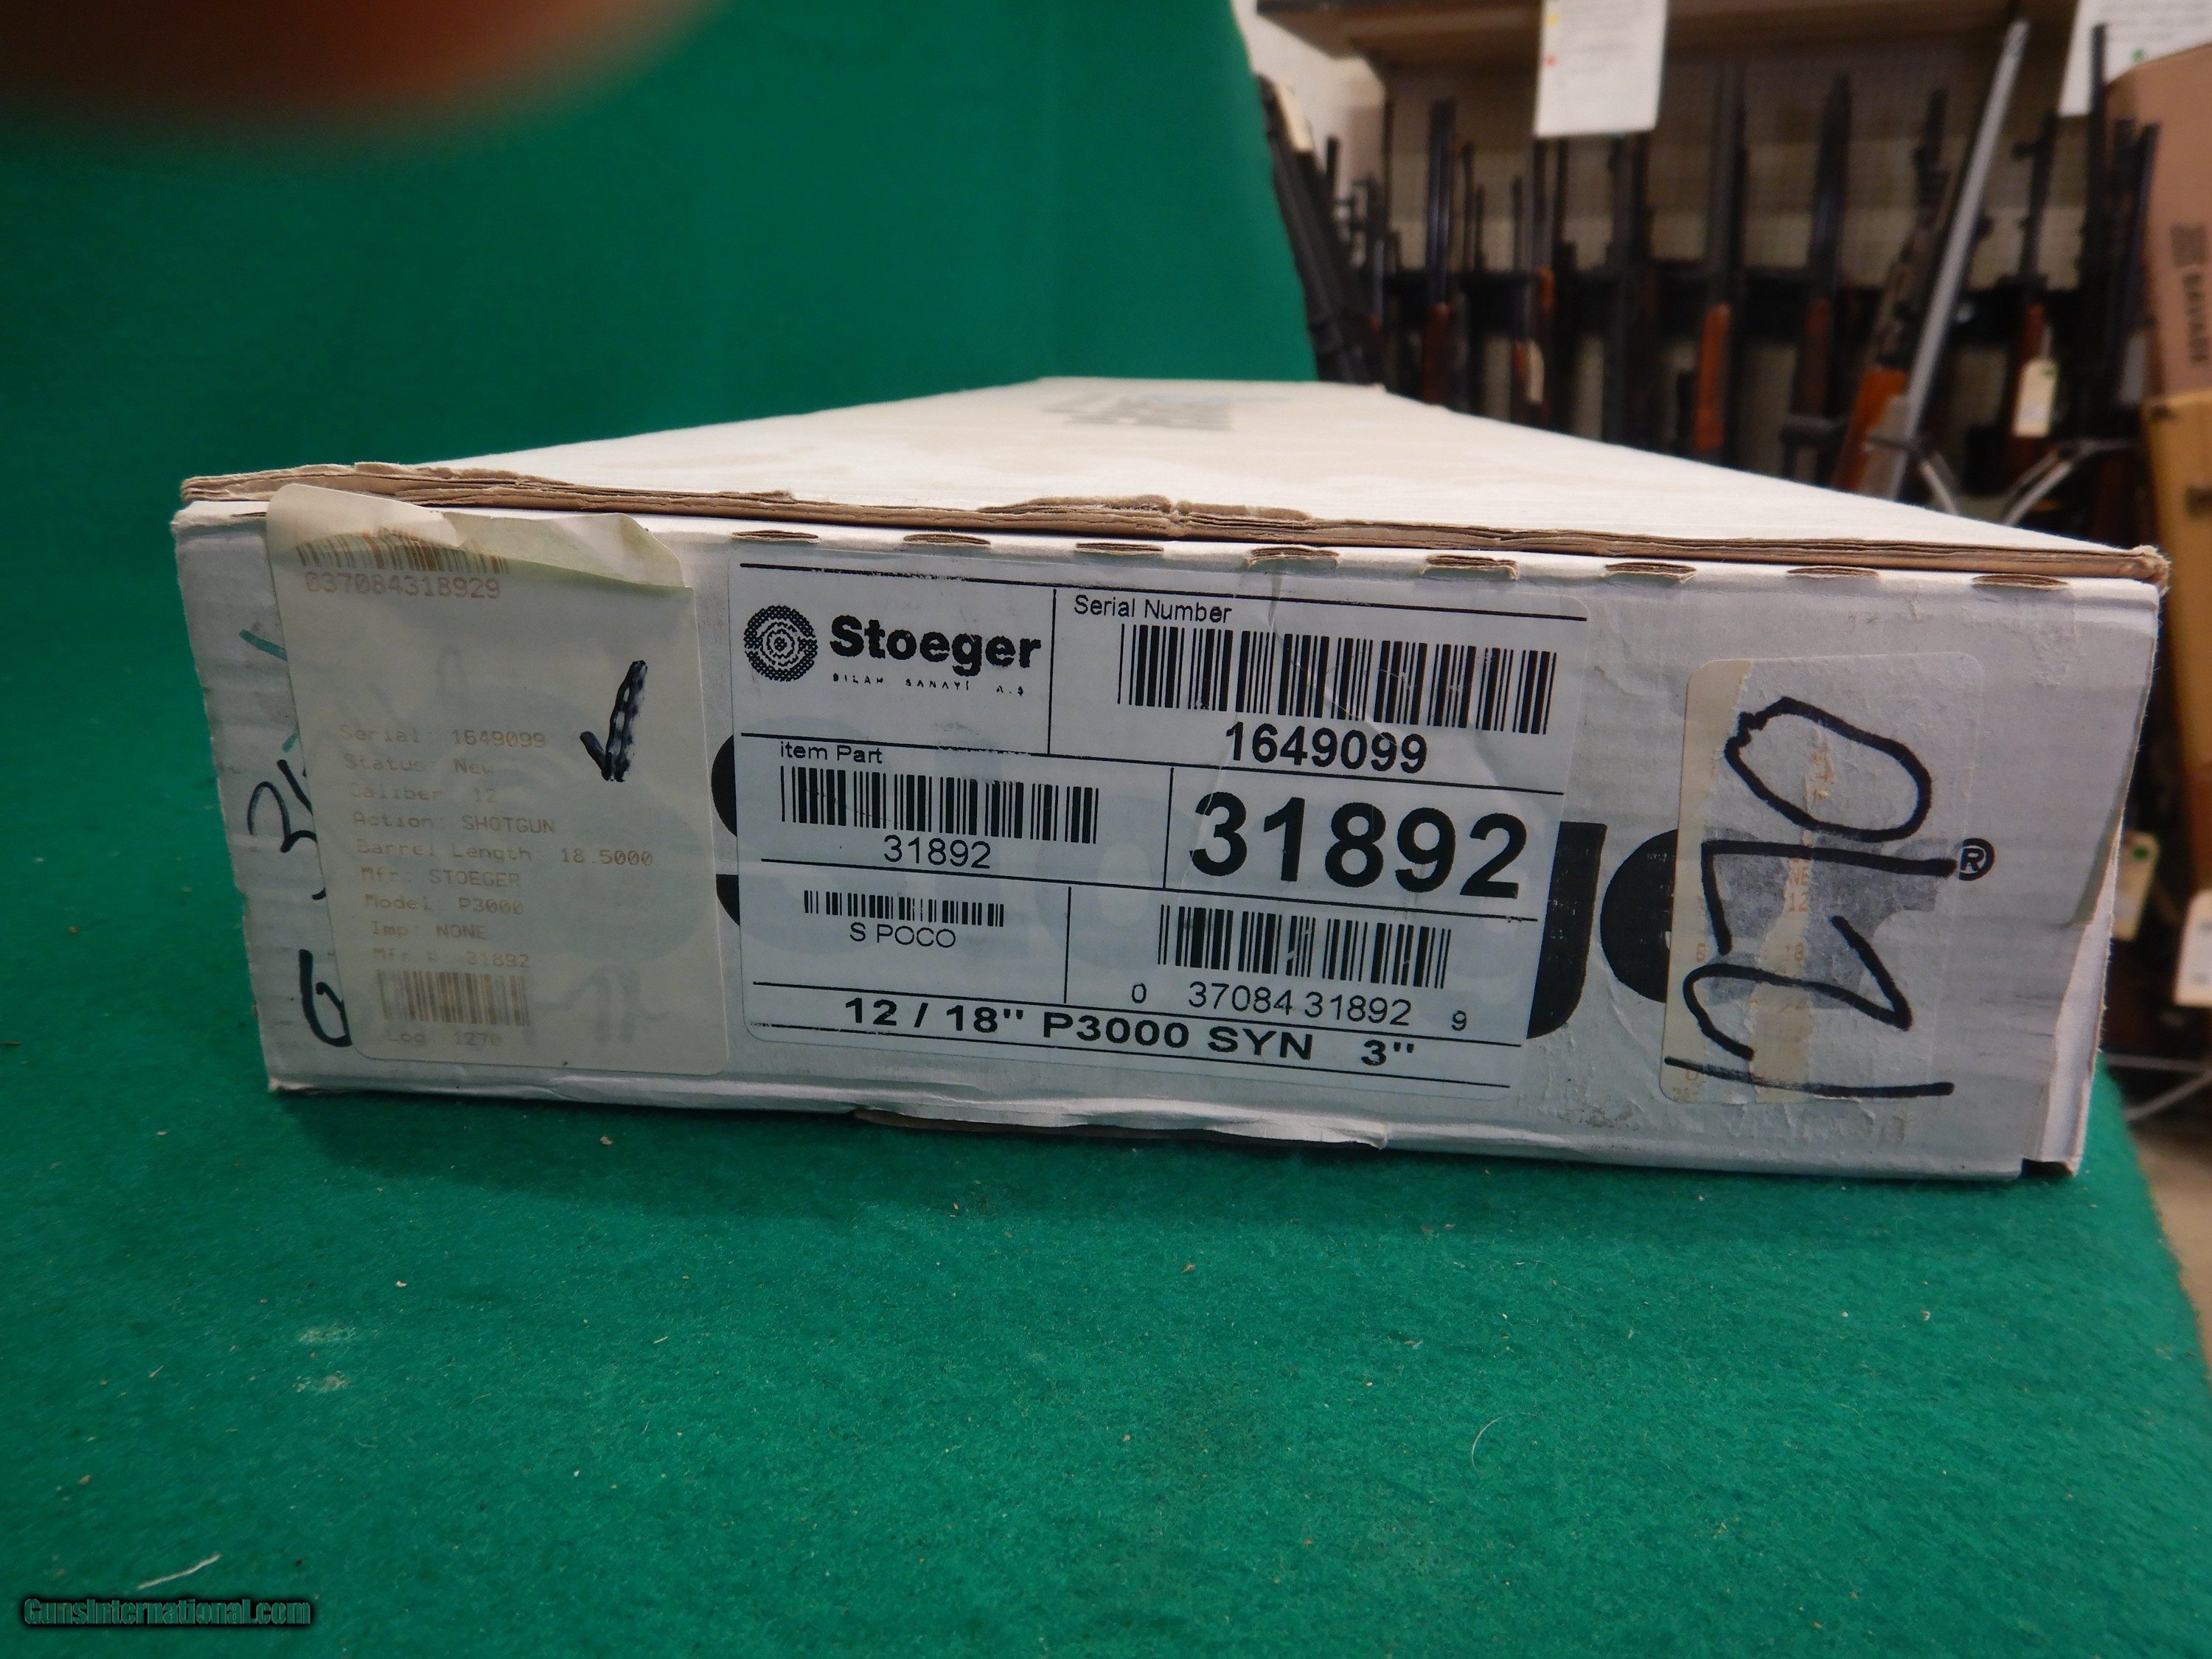 037084318929
Serial: 1649099
Status: New
Caliber: 12
Action: SHOTGUN
Barrel Length: 18.5000
Mfr: STOEGER
Model: P3000
Imp: NONE
Mfr #: 31892
Log 1270
Stoeger
SILAH SANAYİ A.Ş
Serial Number
1649099
item Part
31892
31892
S POCO
0 37084 31892 9
12 / 18" P3000 SYN 3"
®
1270
GunsInternational.com